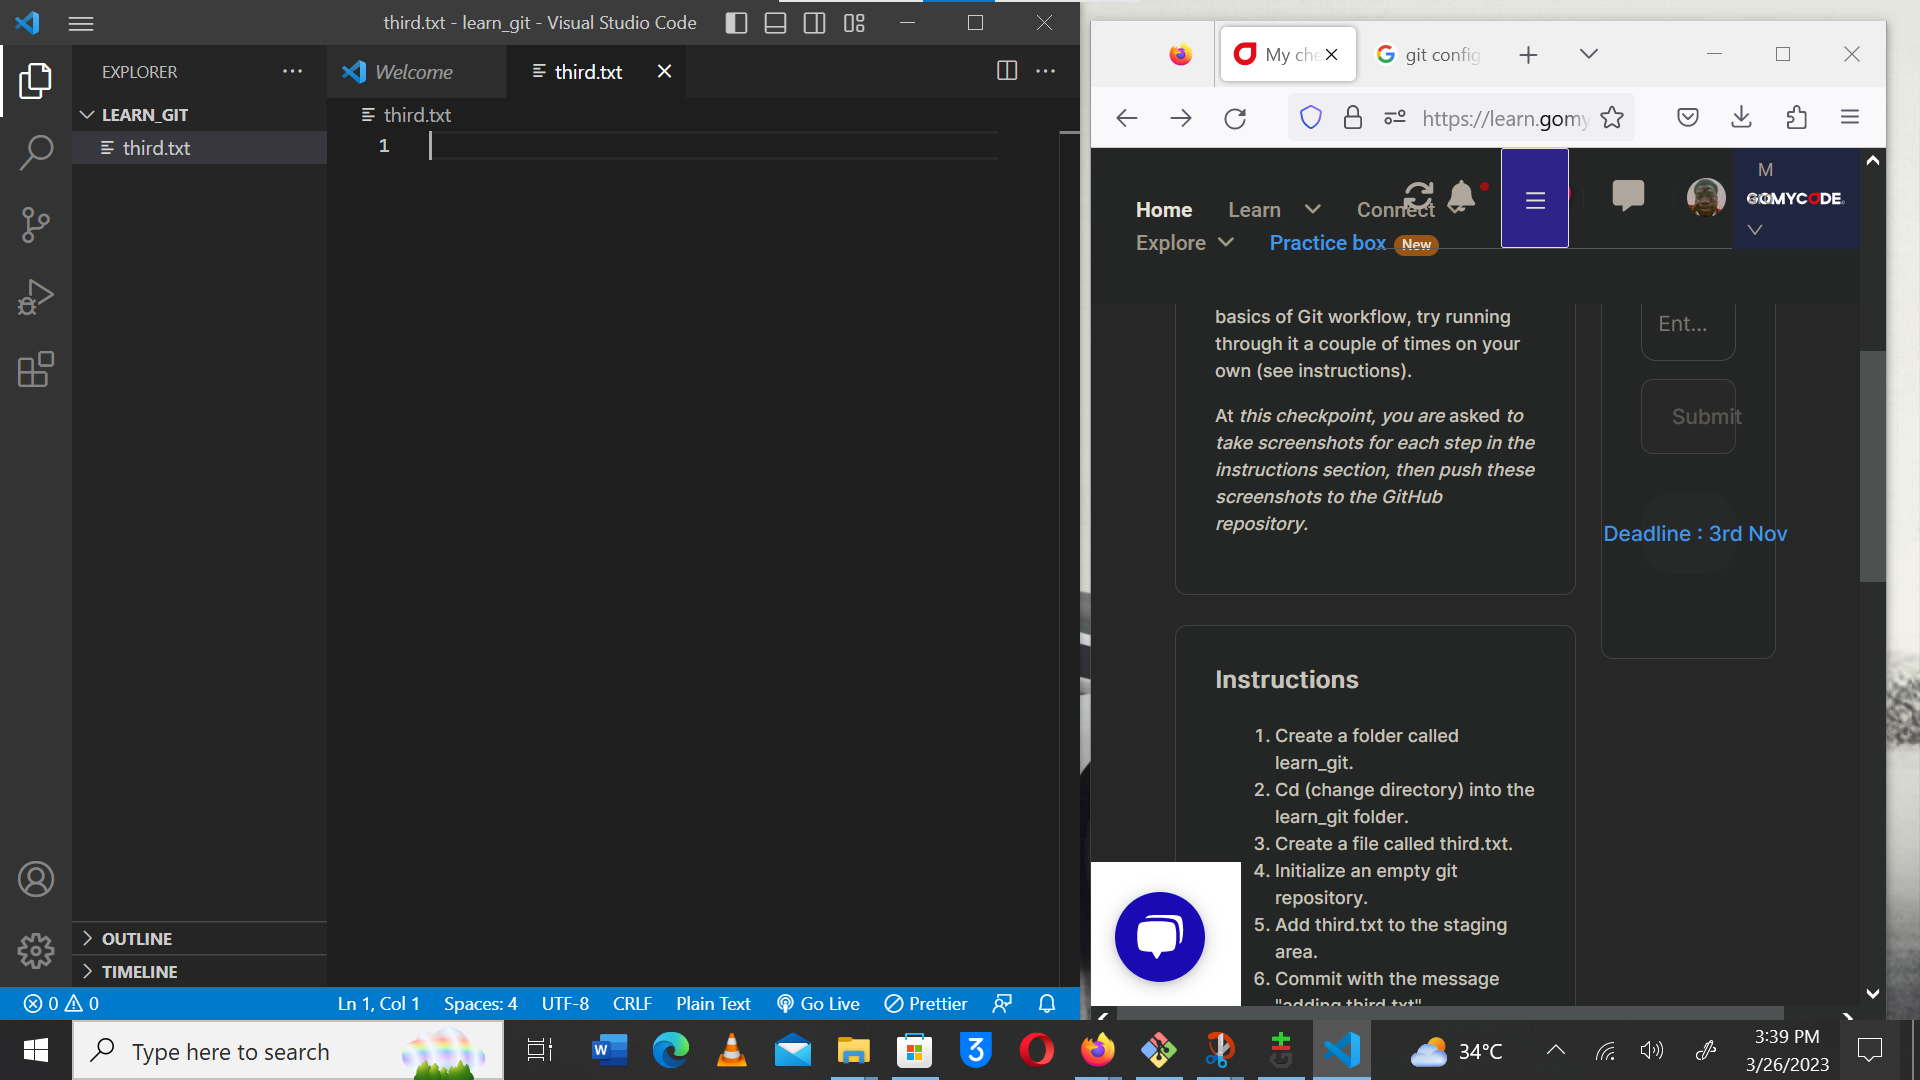 third.txt - learn_git - Visual Studio Code
EXPLORER
Welcome
third.txt
LEARN_GIT
third.txt
third.txt
1
OUTLINE
TIMELINE
0 0
Ln 1, Col 1
Spaces: 4
UTF-8
CRLF
Plain Text
Go Live
Prettier
My che
git config
https://learn.gomy
Home
Learn
Connect
Explore
Practice box
New
M
GOMYCODE
basics of Git workflow, try running
through it a couple of times on your
own (see instructions).
At this checkpoint, you are asked to
take screenshots for each step in the
instructions section, then push these
screenshots to the GitHub
repository.
Ent...
Submit
Deadline : 3rd Nov
Instructions
1. Create a folder called
learn_git.
2. Cd (change directory) into the
learn_git folder.
3. Create a file called third.txt.
4. Initialize an empty git
repository.
5. Add third.txt to the staging
area.
6. Commit with the message
"adding third.txt"
Type here to search
34°C
3:39 PM
3/26/2023